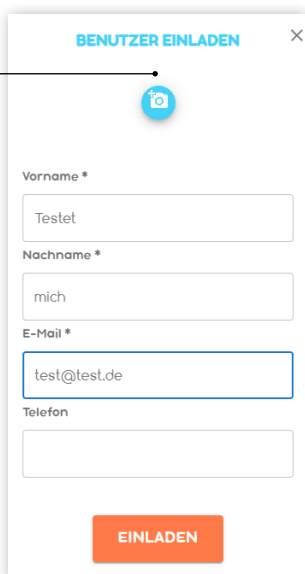 BENUTZER EINLADEN
Vorname *
Testet
Nachname *
mich
E-Mail *
test@test.de
Telefon
EINLADEN